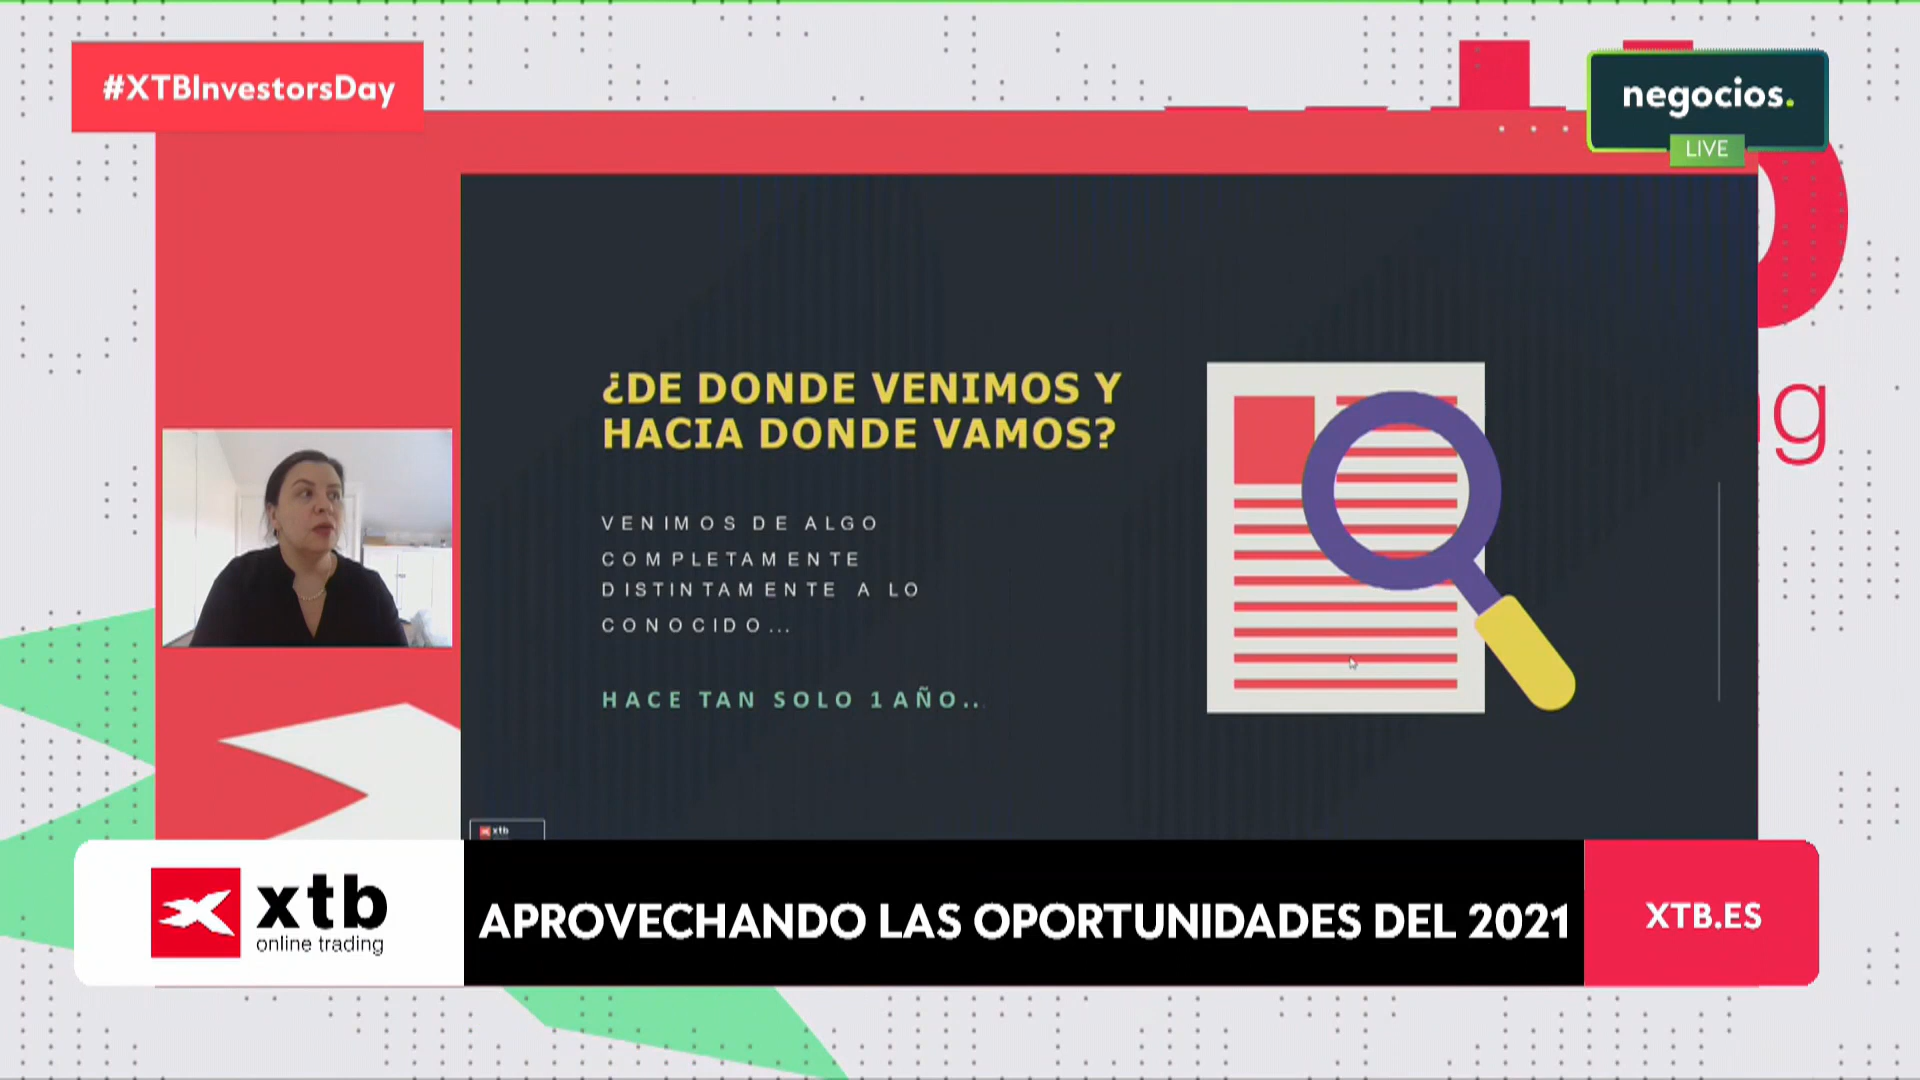 #XTBInvestorsDay
negocios.
LIVE
¿DE DONDE VENIMOS Y
HACIA DONDE VAMOS?
VENIMOS DE ALGO
COMPLETAMENTE
DISTINTAMENTE A LO
CONOCIDO...
HACE TAN SOLO 1 AÑO...
xtb
xtb
online trading
APROVECHANDO LAS OPORTUNIDADES DEL 2021
XTB.ES